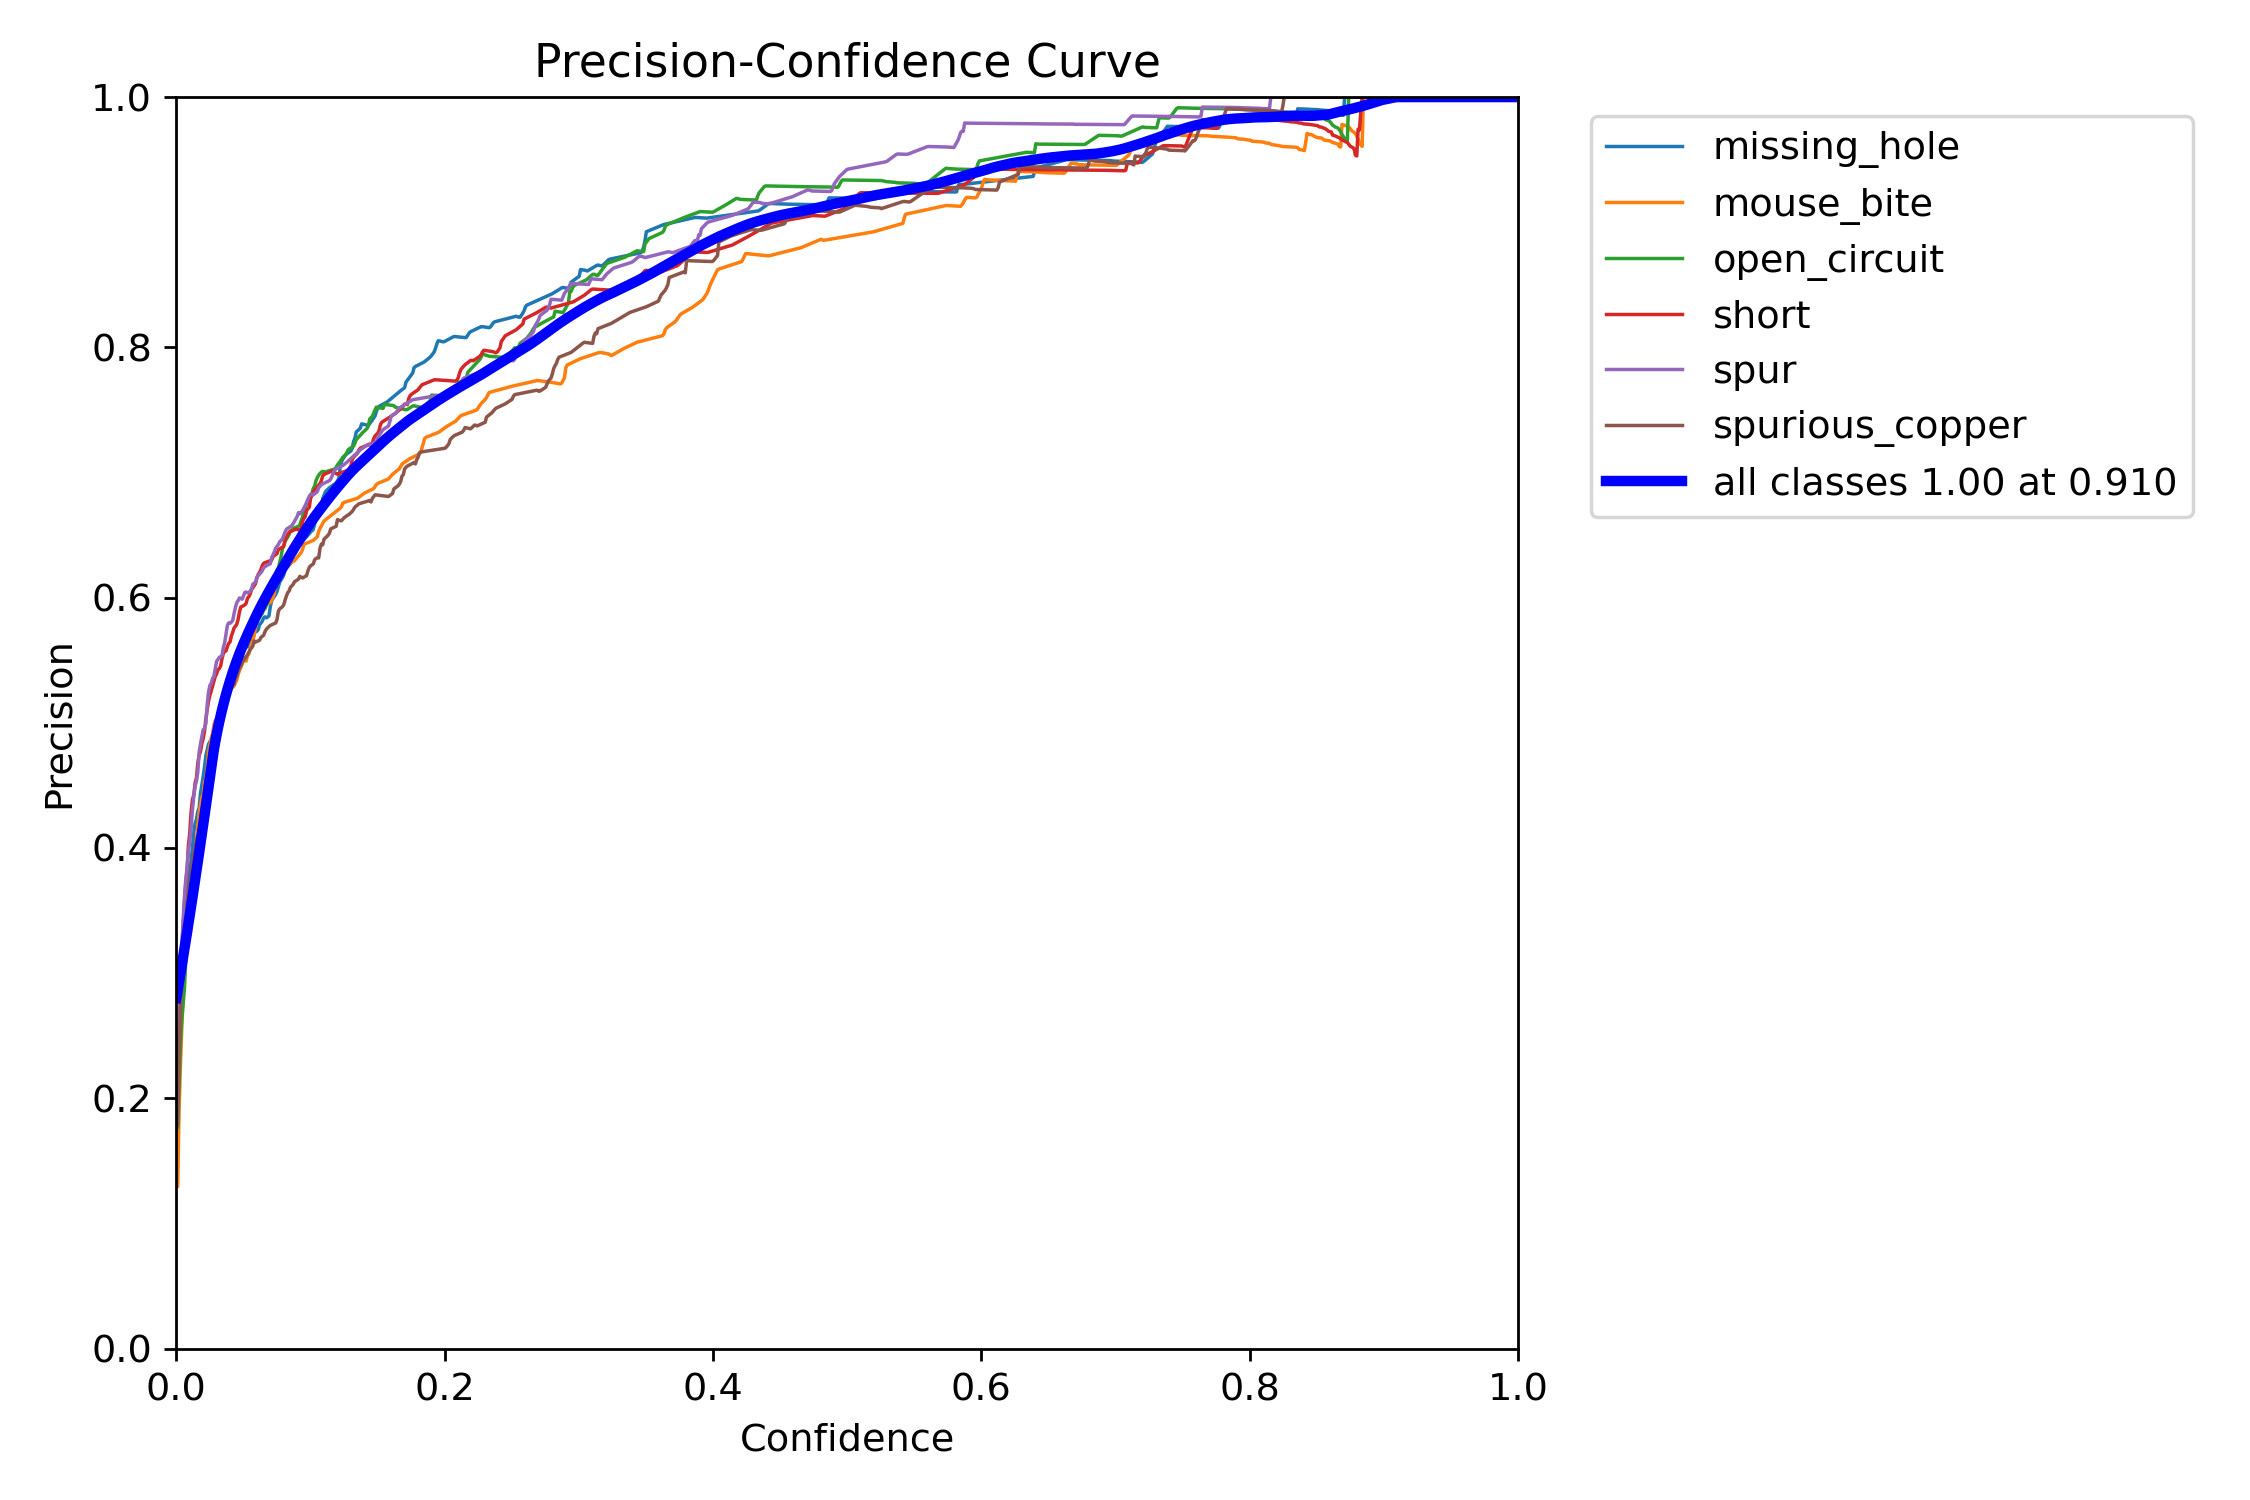 Precision-Confidence Curve
1.0
0.8
0.6
0.4
0.2
0.0
Precision
0.0 0.2 0.4 0.6 0.8 1.0
Confidence
missing_hole
mouse_bite
open_circuit
short
spur
spurious_copper
all classes 1.00 at 0.910